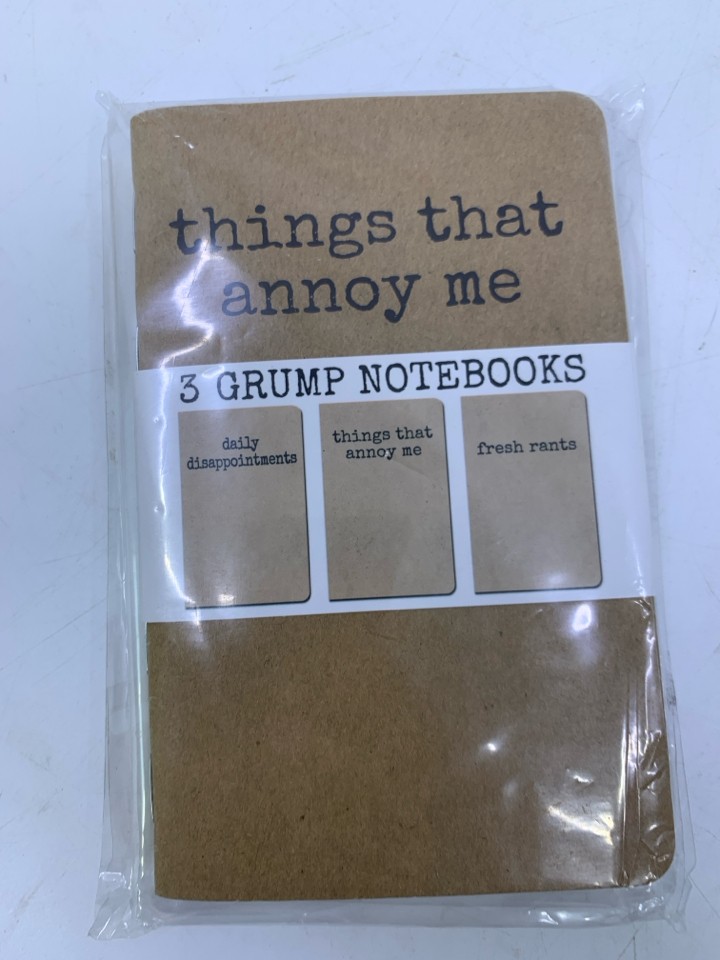 things that
annoy me
3 GRUMP NOTEBOOKS
daily
disappointments
things that
annoy me
fresh rants